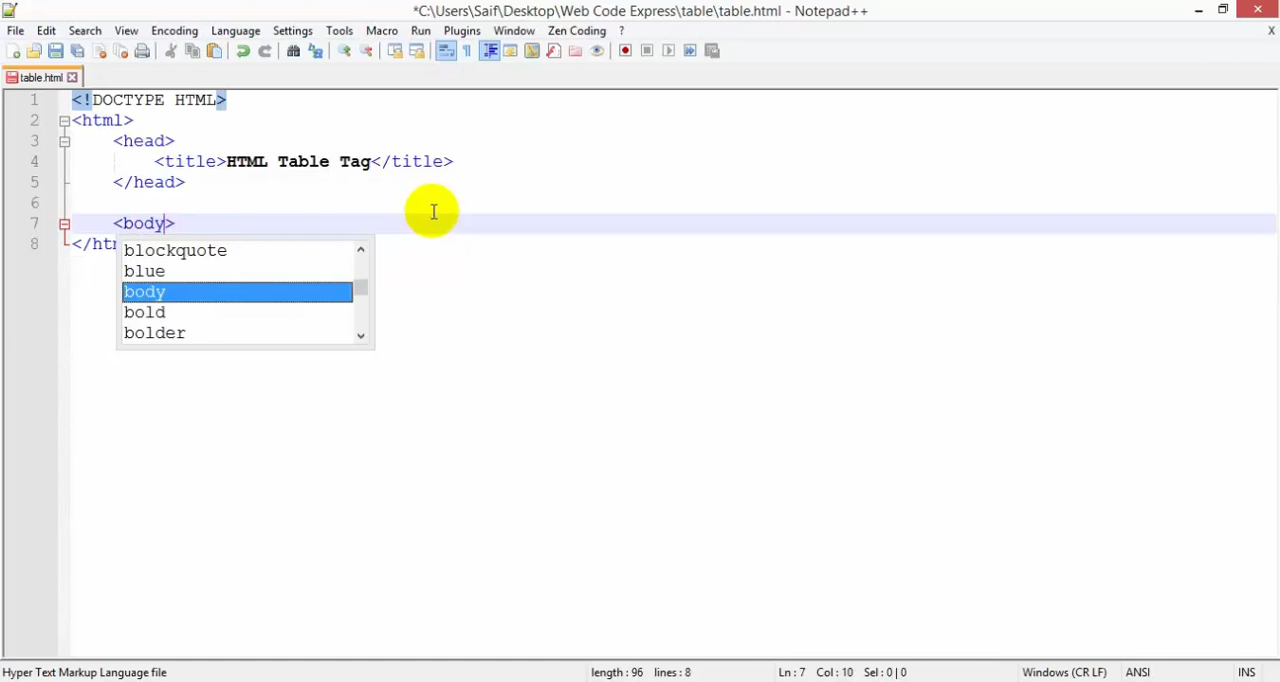 *C:\Users\Saif\Desktop\Web Code Express\table\table.html - Notepad++
File Edit Search View Encoding Language Settings Tools Macro Run Plugins Window Zen Coding ? X
table.html
1 <!DOCTYPE HTML>
2 <html>
3 <head>
4 <title>HTML Table Tag</title>
5 </head>
6
7 <body>
8 </htm
blockquote
blue
body
bold
bolder
Hyper Text Markup Language file length : 96 lines : 8 Ln : 7 Col : 10 Sel : 0 | 0 Windows (CR LF) ANSI INS